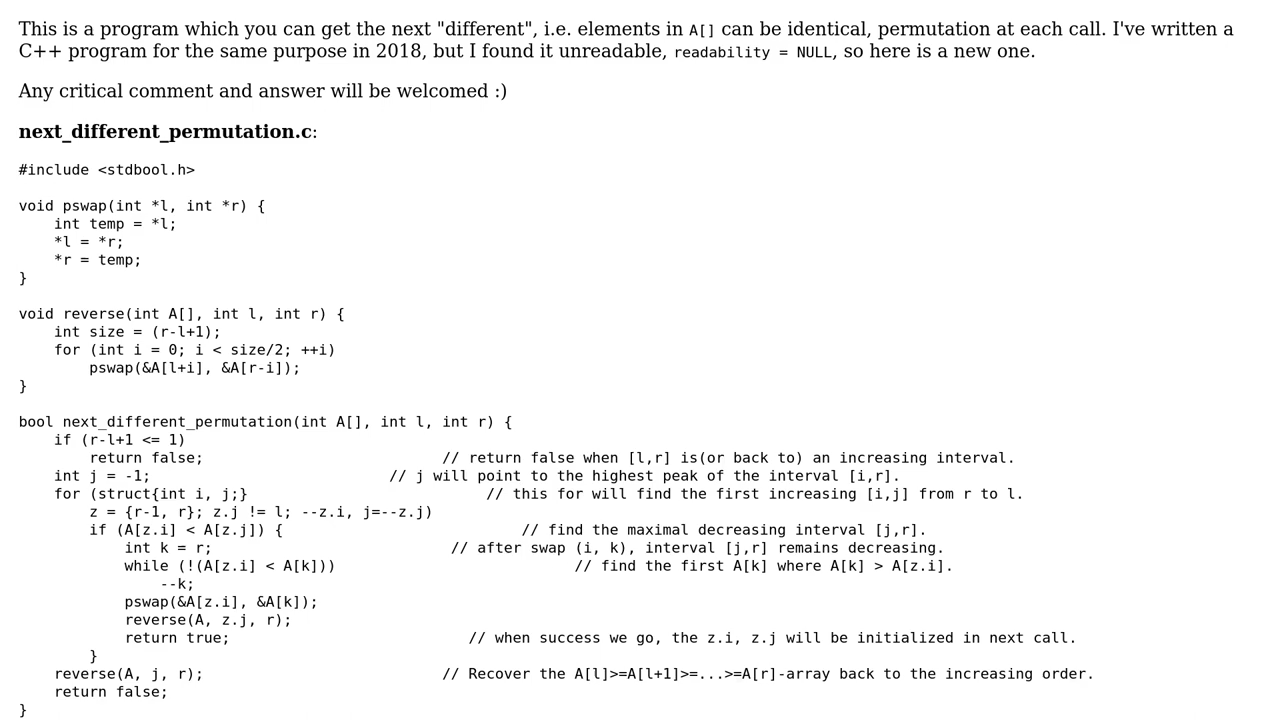 This is a program which you can get the next "different", i.e. elements in A[] can be identical, permutation at each call. I've written a
C++ program for the same purpose in 2018, but I found it unreadable, readability = NULL, so here is a new one.
Any critical comment and answer will be welcomed :)
next_different_permutation.c:
#include <stdbool.h>
void pswap(int *l, int *r) {
    int temp = *l;
    *l = *r;
    *r = temp;
}
void reverse(int A[], int l, int r) {
    int size = (r-l+1);
    for (int i = 0; i < size/2; ++i)
        pswap(&A[l+i], &A[r-i]);
}
bool next_different_permutation(int A[], int l, int r) {
    if (r-l+1 <= 1)
        return false;                           // return false when [l,r] is(or back to) an increasing interval.
    int j = -1;                           // j will point to the highest peak of the interval [i,r].
    for (struct{int i, j;}                           // this for will find the first increasing [i,j] from r to l.
        z = {r-1, r}; z.j != l; --z.i, j=--z.j)
        if (A[z.i] < A[z.j]) {                           // find the maximal decreasing interval [j,r].
            int k = r;                           // after swap (i, k), interval [j,r] remains decreasing.
            while (!(A[z.i] < A[k]))                           // find the first A[k] where A[k] > A[z.i].
                --k;
            pswap(&A[z.i], &A[k]);
            reverse(A, z.j, r);
            return true;                           // when success we go, the z.i, z.j will be initialized in next call.
        }
    reverse(A, j, r);                           // Recover the A[l]>=A[l+1]>=...>=A[r]-array back to the increasing order.
    return false;
}